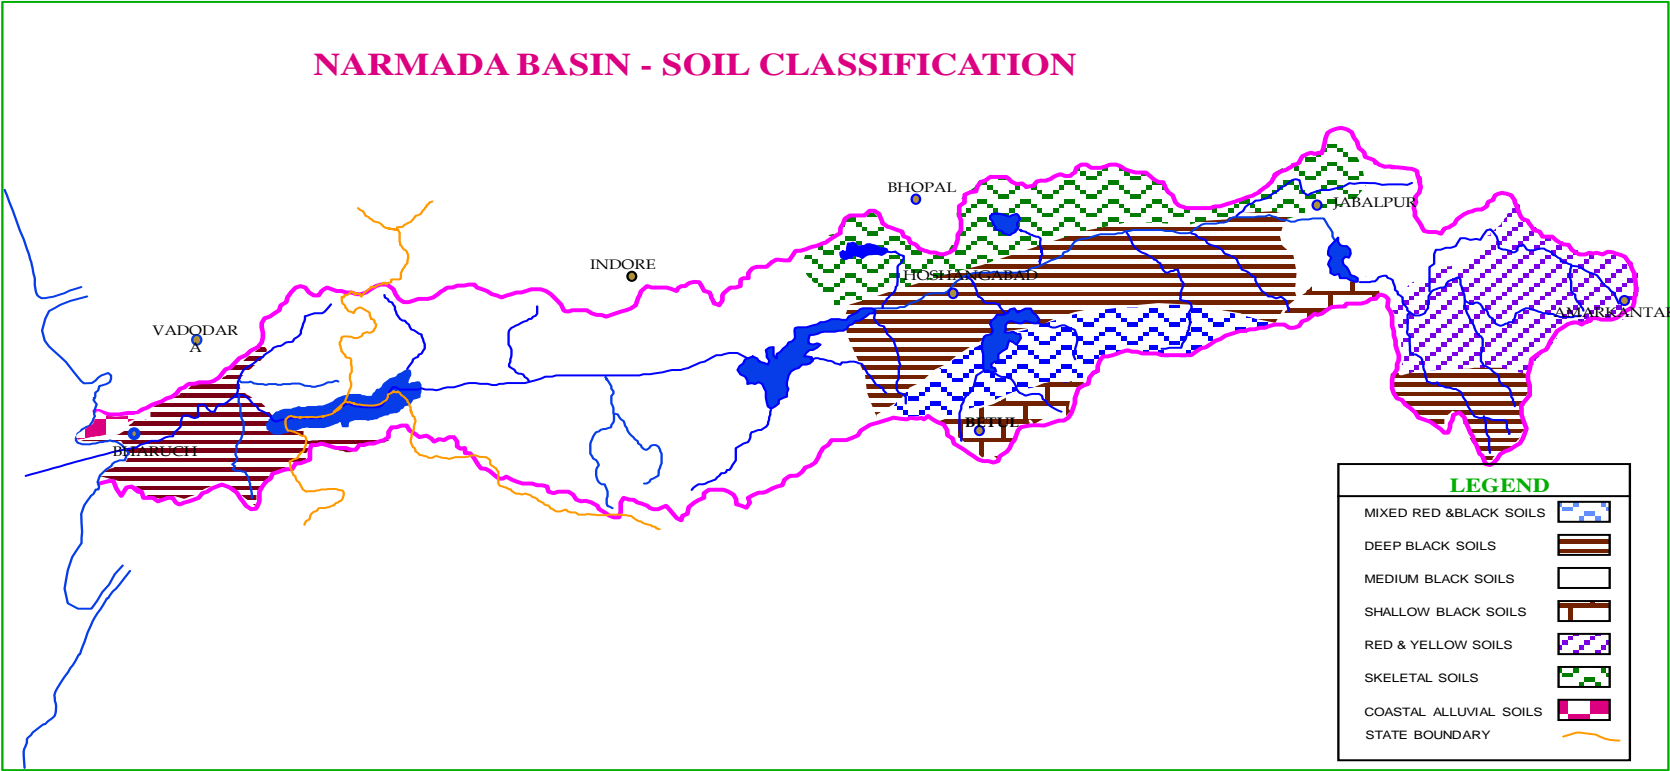 NARMADA BASIN - SOIL CLASSIFICATION
BHOPAL
JABALPUR
INDORE
HOSHANGABAD
AMARKANTAK
VADODAR
A
BETUL
BHARUCH
LEGEND
MIXED RED &BLACK SOILS
DEEP BLACK SOILS
MEDIUM BLACK SOILS
SHALLOW BLACK SOILS
RED & YELLOW SOILS
SKELETAL SOILS
COASTAL ALLUVIAL SOILS
STATE BOUNDARY